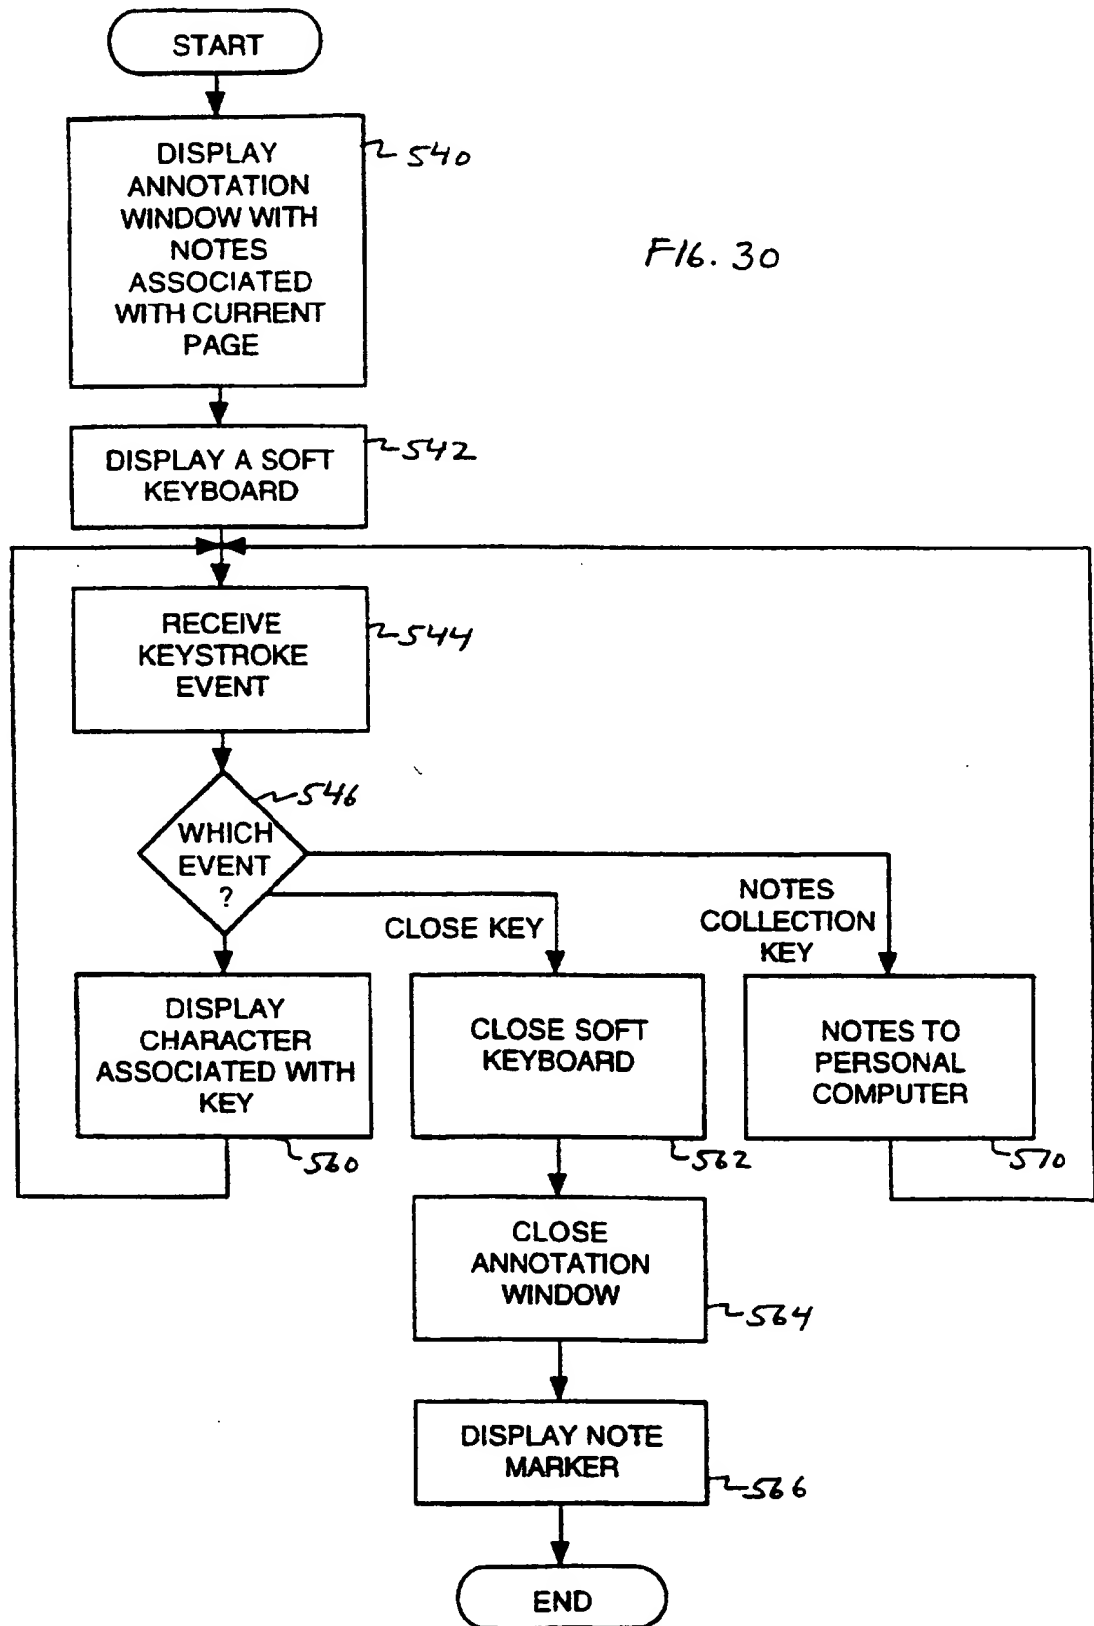 START
DISPLAY
ANNOTATION
WINDOW WITH
NOTES
ASSOCIATED
WITH CURRENT
PAGE
540
FIG. 30
DISPLAY A SOFT
KEYBOARD
542
RECEIVE
KEYSTROKE
EVENT
544
WHICH
EVENT
?
546
CLOSE KEY
NOTES
COLLECTION
KEY
DISPLAY
CHARACTER
ASSOCIATED WITH
KEY
560
CLOSE SOFT
KEYBOARD
562
NOTES TO
PERSONAL
COMPUTER
570
CLOSE
ANNOTATION
WINDOW
564
DISPLAY NOTE
MARKER
566
END